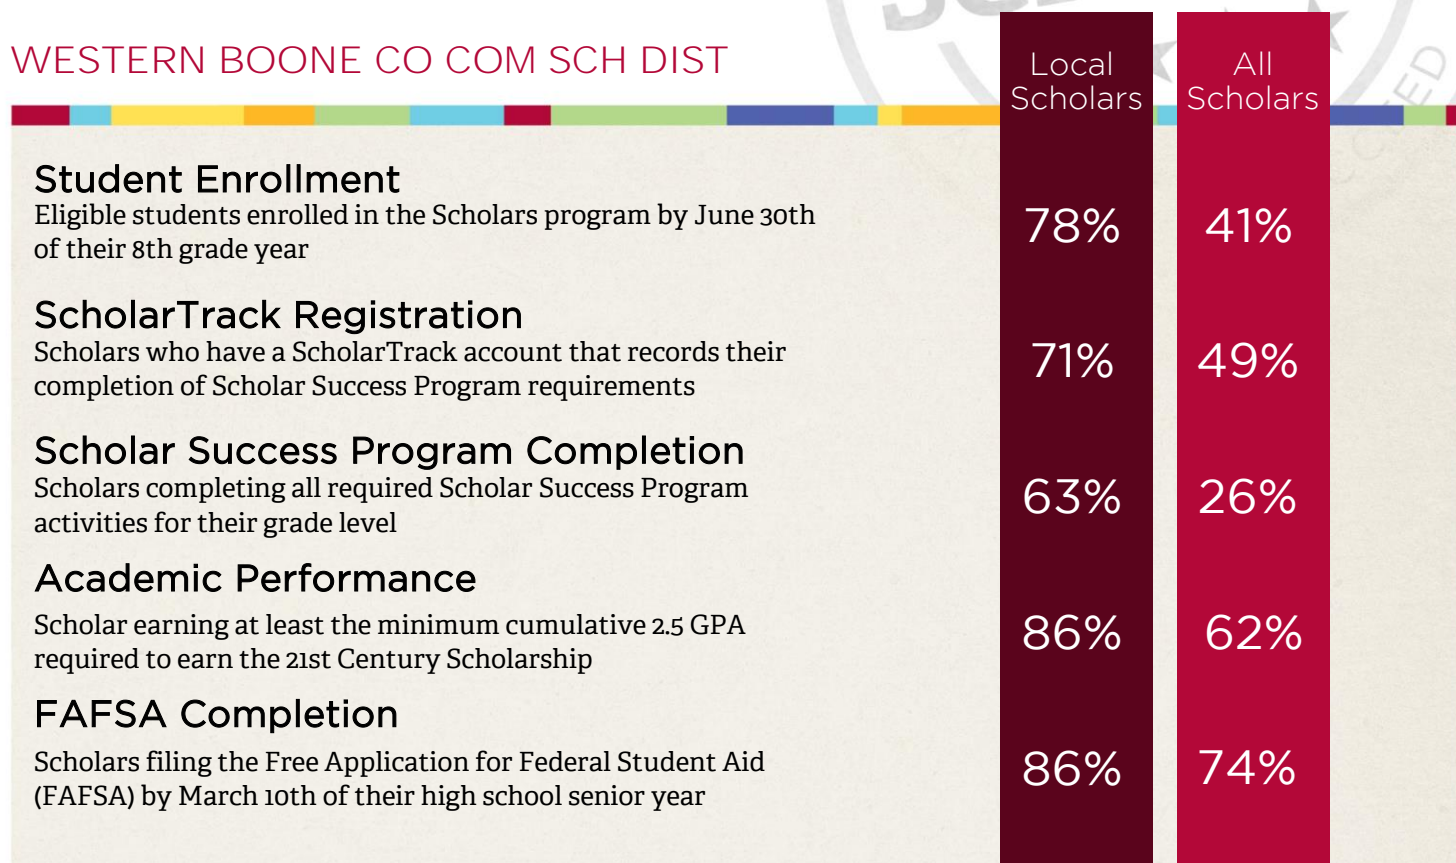 WESTERN BOONE CO COM SCH DIST
Local
Scholars
All
Scholars
Student Enrollment
Eligible students enrolled in the Scholars program by June 30th
of their 8th grade year
78%
41%
ScholarTrack Registration
Scholars who have a ScholarTrack account that records their
completion of Scholar Success Program requirements
71%
49%
Scholar Success Program Completion
Scholars completing all required Scholar Success Program
activities for their grade level
63%
26%
Academic Performance
Scholar earning at least the minimum cumulative 2.5 GPA
required to earn the 21st Century Scholarship
86%
62%
FAFSA Completion
Scholars filing the Free Application for Federal Student Aid
(FAFSA) by March 10th of their high school senior year
86%
74%